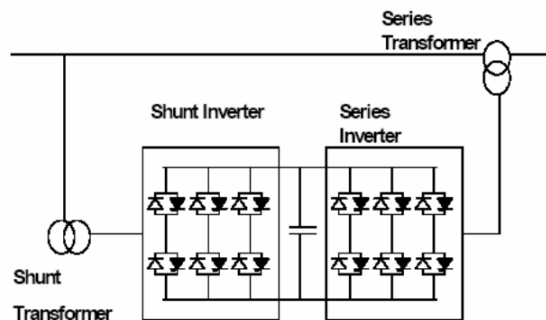 Series
Transformer
Shunt Inverter
Series
Inverter
Shunt
Transformer